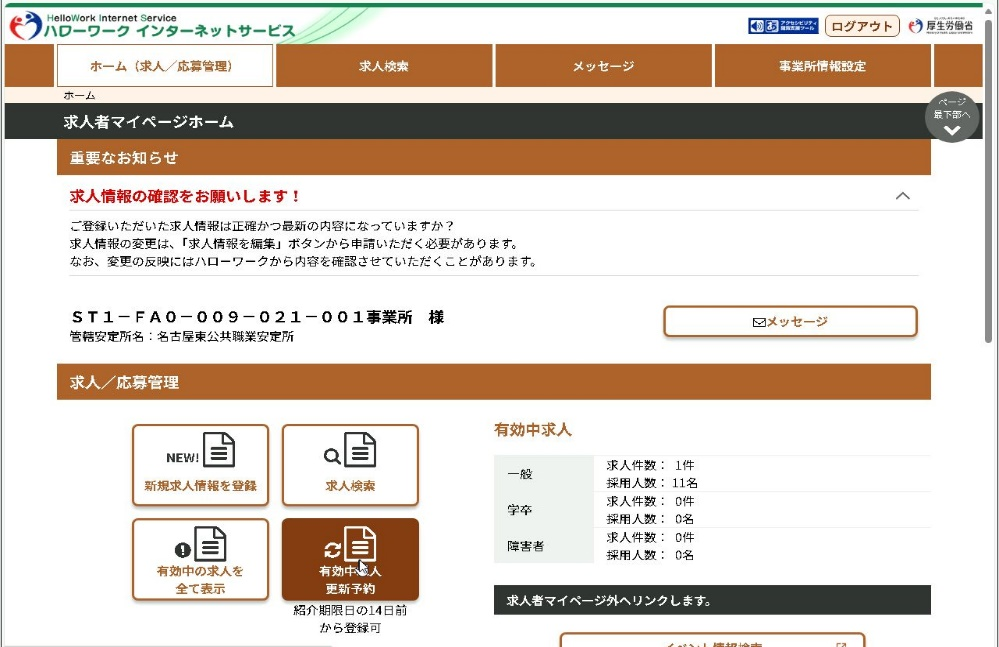 HelloWork Internet Service
ハローワーク インターネットサービス
ログアウト
厚生労働省
ホーム（求人／応募管理）
求人検索
メッセージ
事業所情報設定
ホーム
ページ
最下部へ
求人者マイページホーム
重要なお知らせ
求人情報の確認をお願いします！
ご登録いただいた求人情報は正確かつ最新の内容になっていますか？
求人情報の変更は、「求人情報を編集」ボタンから申請いただく必要があります。
なお、変更の反映にはハローワークから内容を確認させていただくことがあります。
ＳＴ１－ＦＡ０－００９－０２１－００１事業所　様
管轄安定所名：名古屋東公共職業安定所
メッセージ
求人／応募管理
NEW!
新規求人情報を登録
求人検索
有効中の求人を
全て表示
有効中求人
更新予約
紹介期限日の14日前
から登録可
有効中求人
一般
求人件数： 1件
採用人数： 11名
学卒
求人件数： 0件
採用人数： 0名
障害者
求人件数： 0件
採用人数： 0名
求人者マイページ外へリンクします。
イベント情報検索